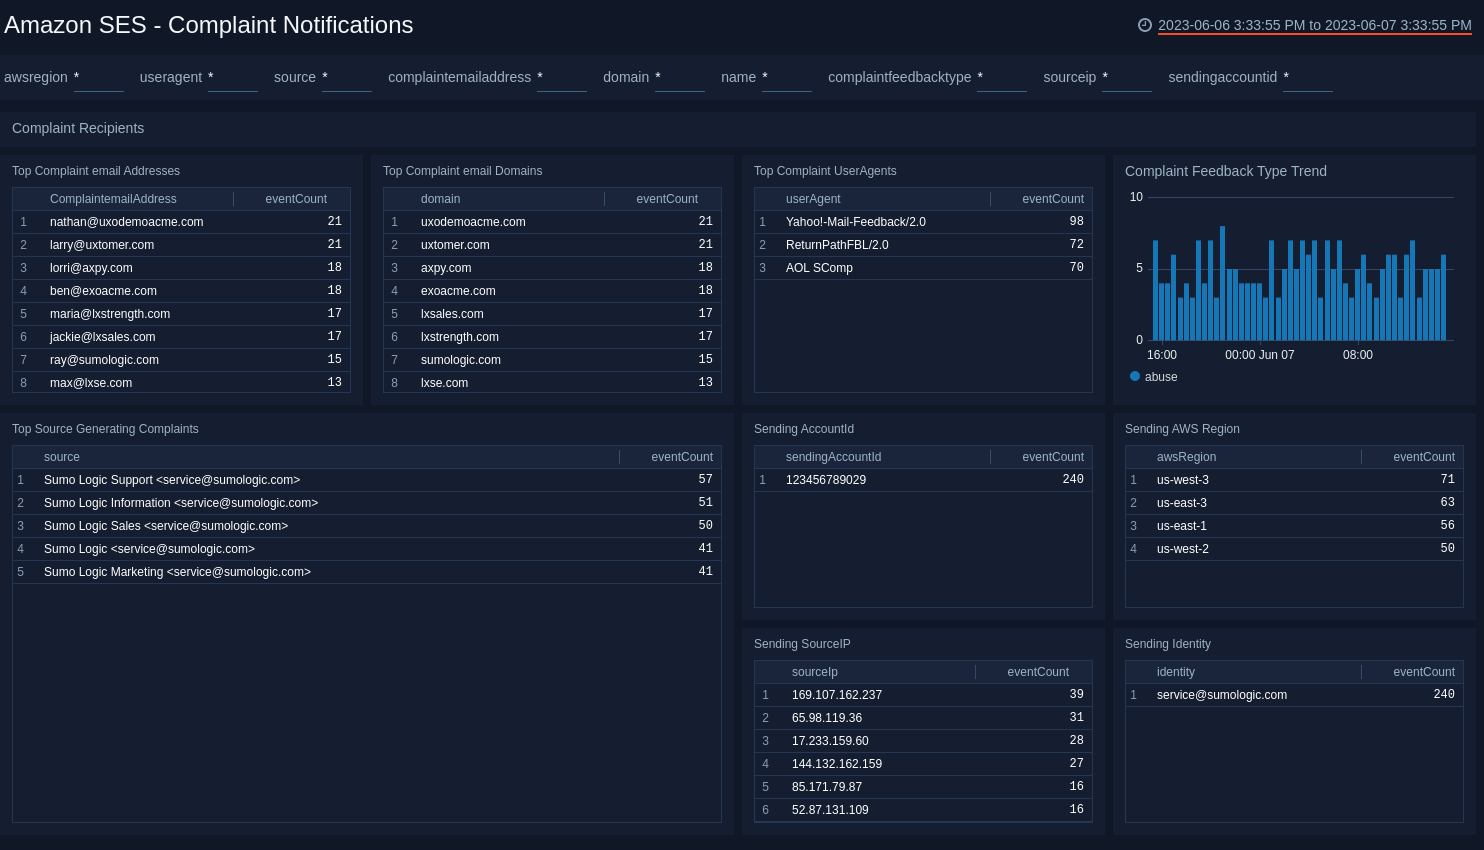 Amazon SES - Complaint Notifications
2023-06-06 3:33:55 PM to 2023-06-07 3:33:55 PM
awsregion * useragent * source * complaintemailaddress * domain * name * complaintfeedbacktype * sourceip * sendingaccountid *
Complaint Recipients
Top Complaint email Addresses
ComplaintemailAddress eventCount
1 nathan@uxodemoacme.com 21
2 larry@uxtomer.com 21
3 lorri@axpy.com 18
4 ben@exoacme.com 18
5 maria@lxstrength.com 17
6 jackie@lxsales.com 17
7 ray@sumologic.com 15
8 max@lxse.com 13
Top Complaint email Domains
domain eventCount
1 uxodemoacme.com 21
2 uxtomer.com 21
3 axpy.com 18
4 exoacme.com 18
5 lxsales.com 17
6 lxstrength.com 17
7 sumologic.com 15
8 lxse.com 13
Top Complaint UserAgents
userAgent eventCount
1 Yahoo!-Mail-Feedback/2.0 98
2 ReturnPathFBL/2.0 72
3 AOL SComp 70
Complaint Feedback Type Trend
10
5
0
16:00 00:00 Jun 07 08:00
abuse
Top Source Generating Complaints
source eventCount
1 Sumo Logic Support <service@sumologic.com> 57
2 Sumo Logic Information <service@sumologic.com> 51
3 Sumo Logic Sales <service@sumologic.com> 50
4 Sumo Logic <service@sumologic.com> 41
5 Sumo Logic Marketing <service@sumologic.com> 41
Sending AccountId
sendingAccountId eventCount
1 123456789029 240
Sending AWS Region
awsRegion eventCount
1 us-west-3 71
2 us-east-3 63
3 us-east-1 56
4 us-west-2 50
Sending SourceIP
sourceIp eventCount
1 169.107.162.237 39
2 65.98.119.36 31
3 17.233.159.60 28
4 144.132.162.159 27
5 85.171.79.87 16
6 52.87.131.109 16
Sending Identity
identity eventCount
1 service@sumologic.com 240